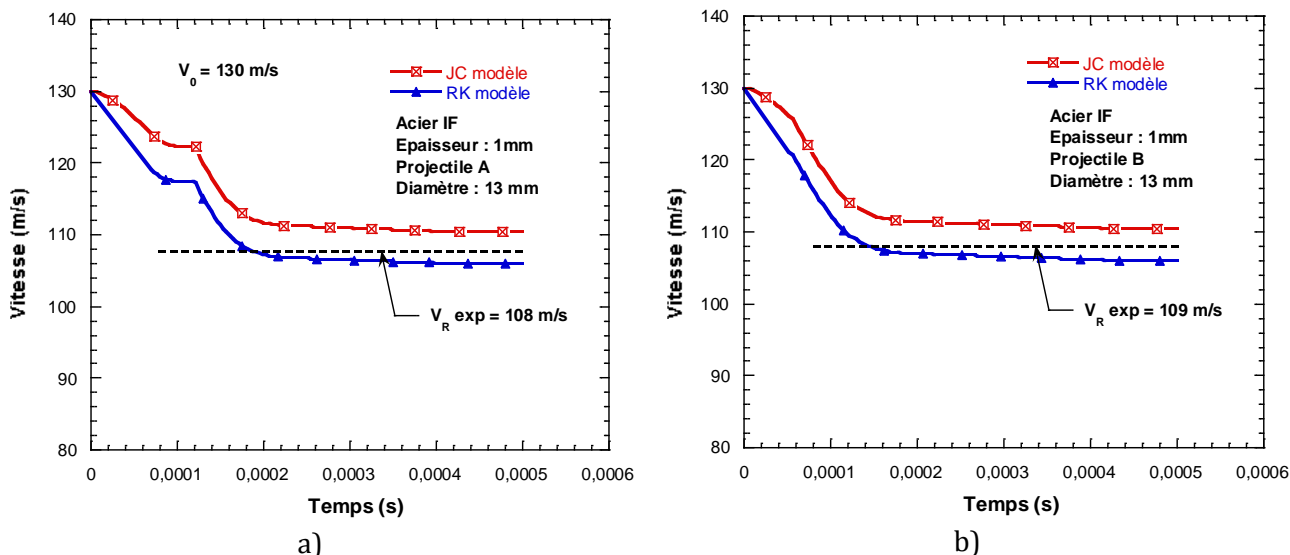 140
130
120
110
100
90
80
Vitesse (m/s)
V_0 = 130 m/s
JC modèle
RK modèle
Acier IF
Epaisseur : 1mm
Projectile A
Diamètre : 13 mm
V_R exp = 108 m/s
0 0,0001 0,0002 0,0003 0,0004 0,0005 0,0006
Temps (s)
a)
140
130
120
110
100
90
80
Vitesse (m/s)
JC modèle
RK modèle
Acier IF
Epaisseur : 1mm
Projectile B
Diamètre : 13 mm
V_R exp = 109 m/s
0 0,0001 0,0002 0,0003 0,0004 0,0005 0,0006
Temps (s)
b)